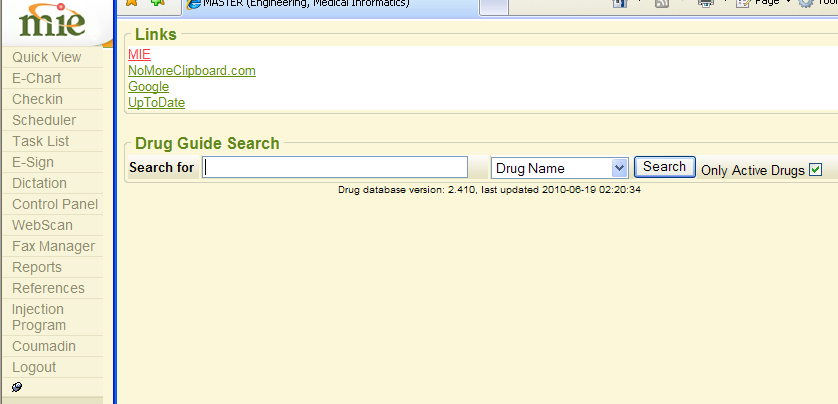 MASTER (Engineering, Medical Informatics)
Page
mie
Quick View
E-Chart
Checkin
Scheduler
Task List
E-Sign
Dictation
Control Panel
WebScan
Fax Manager
Reports
References
Injection
Program
Coumadin
Logout
Links
MIE
NoMoreClipboard.com
Google
UpToDate
Drug Guide Search
Search for Drug Name Search Only Active Drugs
Drug database version: 2.410, last updated 2010-06-19 02:20:34